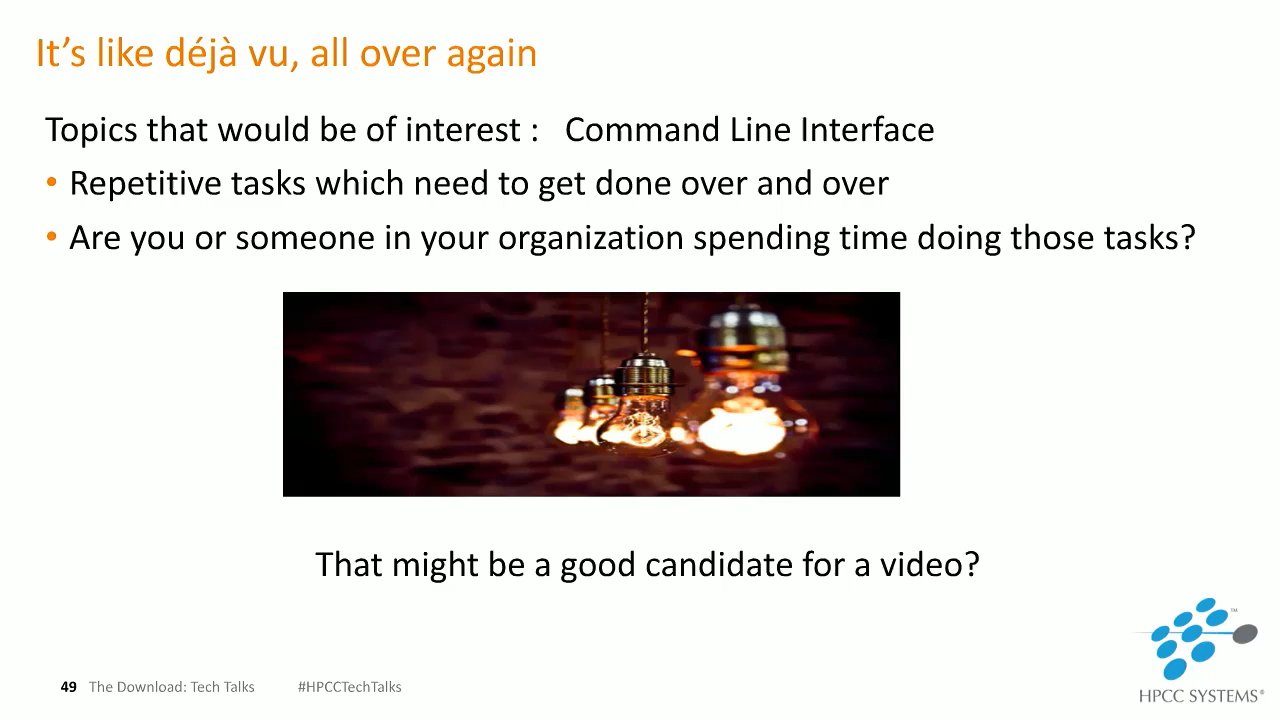 It's like déjà vu, all over again
Topics that would be of interest : Command Line Interface
• Repetitive tasks which need to get done over and over
• Are you or someone in your organization spending time doing those tasks?
That might be a good candidate for a video?
™
HPCC SYSTEMS®
49 The Download: Tech Talks #HPCCTechTalks